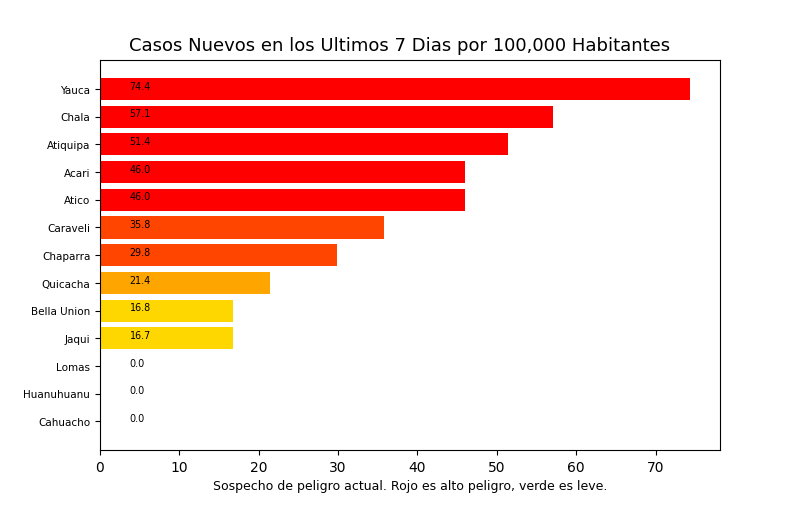 Casos Nuevos en los Ultimos 7 Dias por 100,000 Habitantes
Yauca 74.4
Chala 57.1
Atiquipa 51.4
Acari 46.0
Atico 46.0
Caraveli 35.8
Chaparra 29.8
Quicacha 21.4
Bella Union 16.8
Jaqui 16.7
Lomas 0.0
Huanuhuanu 0.0
Cahuacho 0.0
0 10 20 30 40 50 60 70
Sospecho de peligro actual. Rojo es alto peligro, verde es leve.